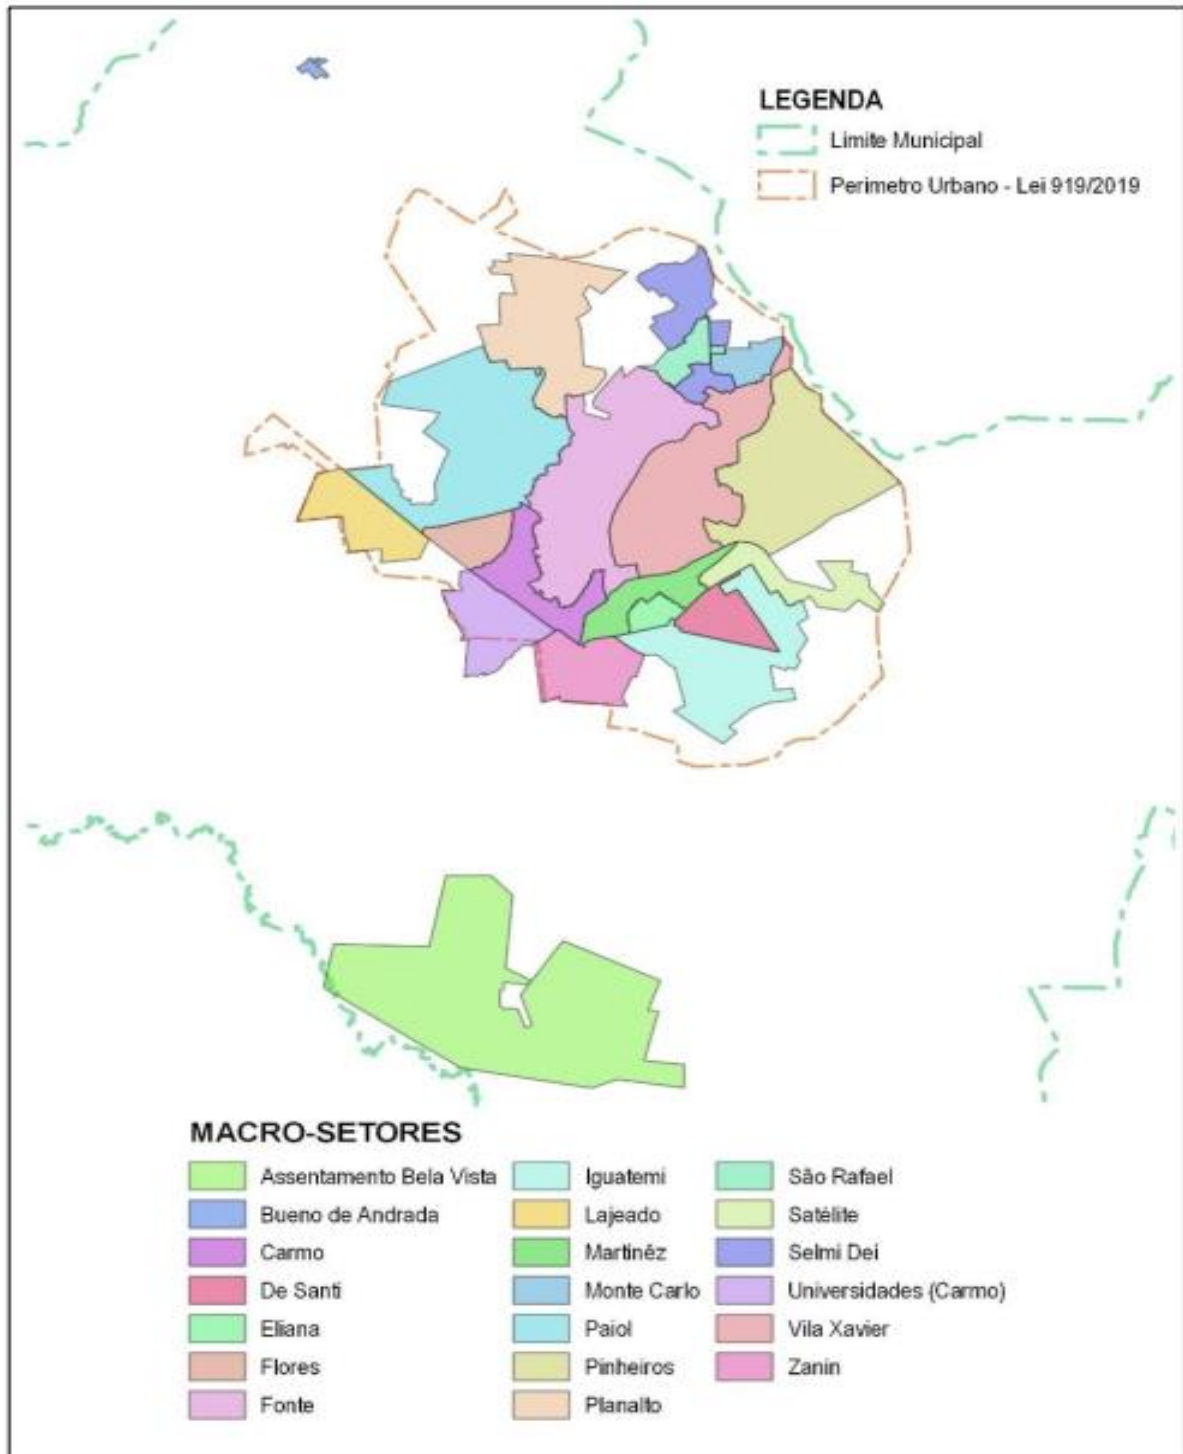 LEGENDA
Limite Municipal
Perimetro Urbano - Lei 919/2019
MACRO-SETORES
Assentamento Bela Vista
Bueno de Andrada
Carmo
De Santi
Eliana
Flores
Fonte
Iguatemi
Lajeado
Martinêz
Monte Carlo
Paiol
Pinheiros
Planalto
São Rafael
Satélite
Selmi Dei
Universidades (Carmo)
Vila Xavier
Zanin